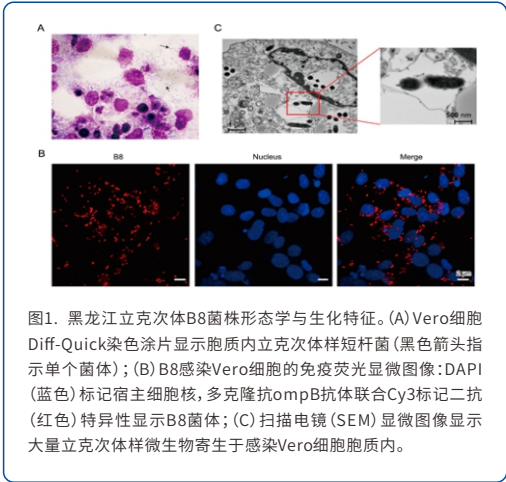 A
C
500 nm
B
B8
Nucleus
Merge
图1. 黑龙江立克次体B8菌株形态学与生化特征。(A)Vero细胞
Diff-Quick染色涂片显示胞质内立克次体样短杆菌(黑色箭头指
示单个菌体);(B)B8感染Vero细胞的免疫荧光显微图像:DAPI
(蓝色)标记宿主细胞核,多克隆抗ompB抗体联合Cy3标记二抗
(红色)特异性显示B8菌体;(C)扫描电镜(SEM)显微图像显示
大量立克次体样微生物寄生于感染Vero细胞胞质内。